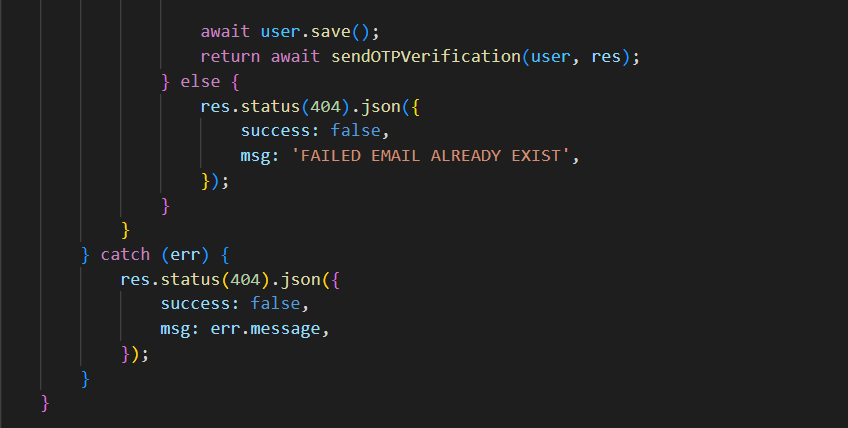 await user.save();
return await sendOTPVerification(user, res);
} else {
res.status(404).json({
success: false,
msg: 'FAILED EMAIL ALREADY EXIST',
});
}
}
} catch (err) {
res.status(404).json({
success: false,
msg: err.message,
});
}
}